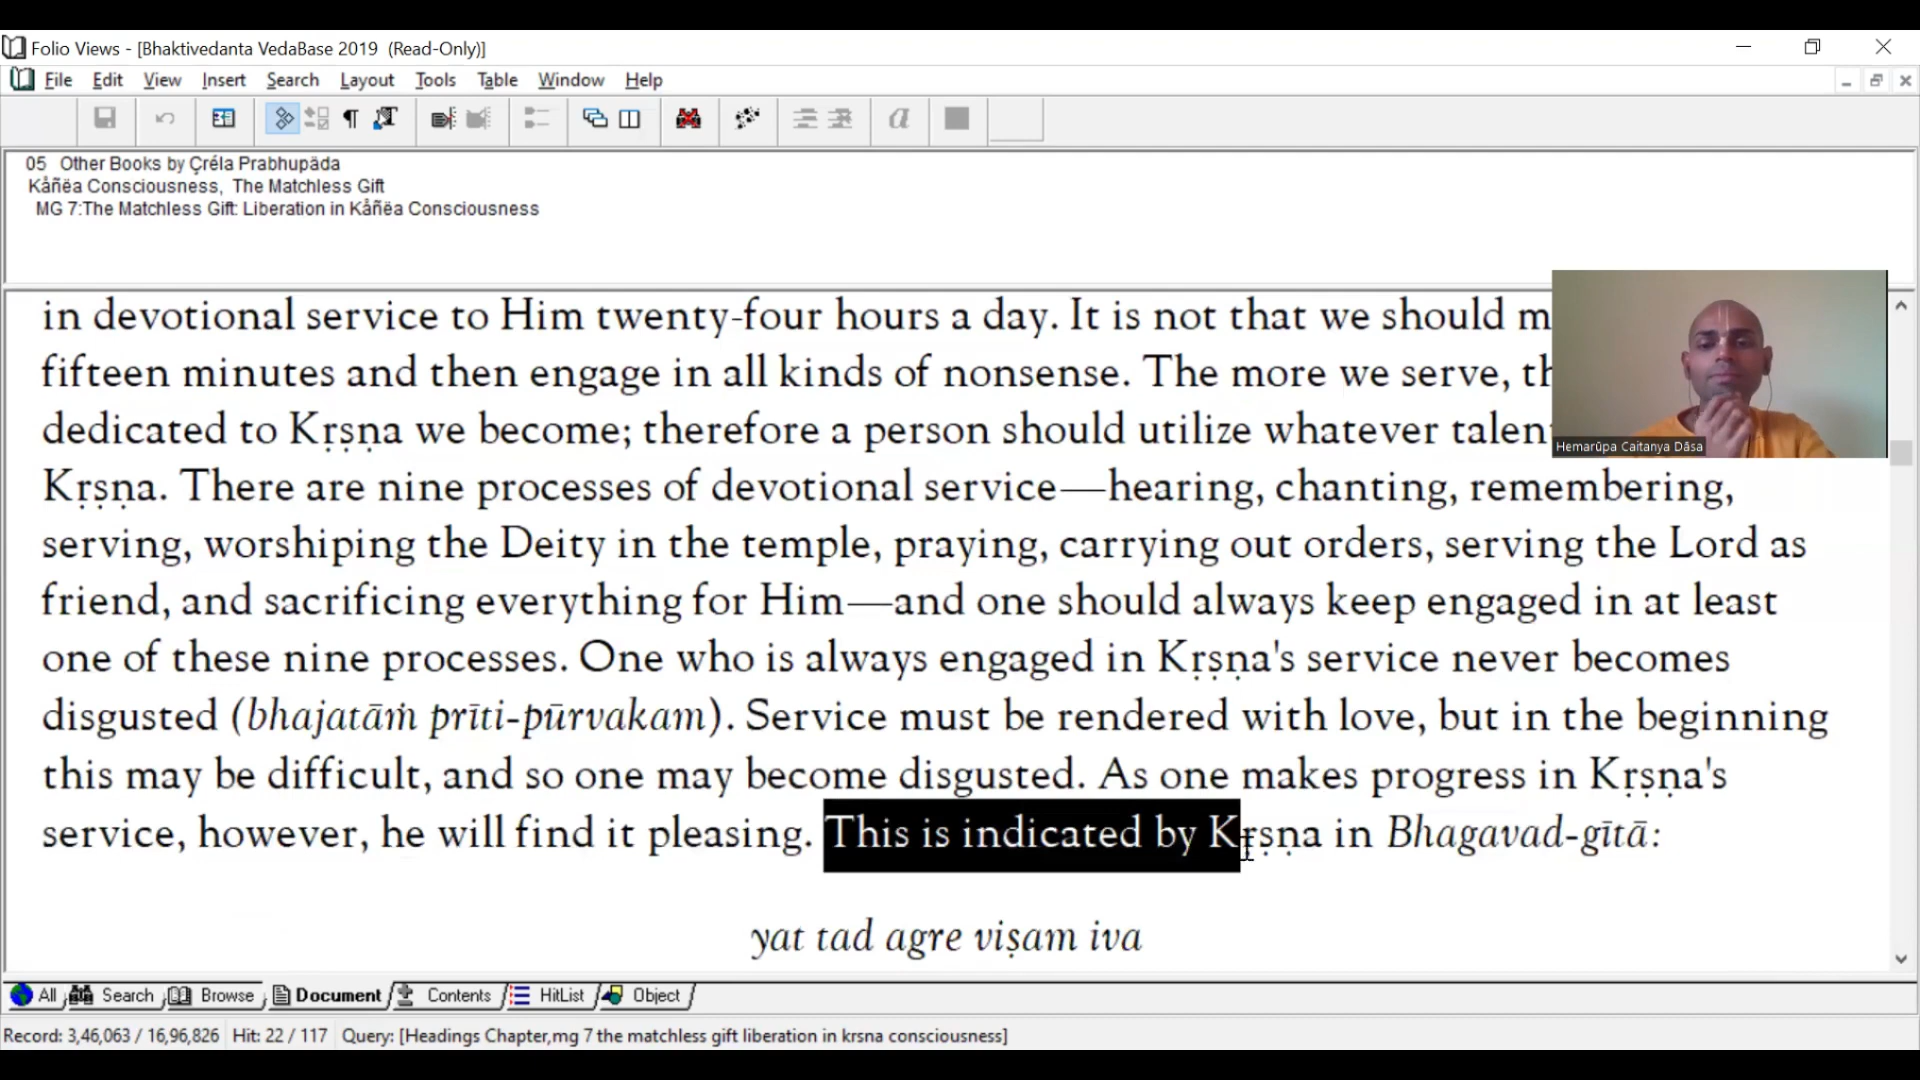 Folio Views - [Bhaktivedanta VedaBase 2019 (Read-Only)]
File Edit View Insert Search Layout Tools Table Window Help
05 Other Books by Çréla Prabhupäda
Kåñëa Consciousness, The Matchless Gift
MG 7:The Matchless Gift: Liberation in Kåñëa Consciousness
in devotional service to Him twenty-four hours a day. It is not that we should
fifteen minutes and then engage in all kinds of nonsense. The more we serve,
dedicated to Kṛṣṇa we become; therefore a person should utilize whatever
Kṛṣṇa. There are nine processes of devotional service—hearing, chanting, remembering,
serving, worshiping the Deity in the temple, praying, carrying out orders, serving the Lord as
friend, and sacrificing everything for Him—and one should always keep engaged in at least
one of these nine processes. One who is always engaged in Kṛṣṇa's service never becomes
disgusted (bhajatāṁ prīti-pūrvakam). Service must be rendered with love, but in the beginning
this may be difficult, and so one may become disgusted. As one makes progress in Kṛṣṇa's
service, however, he will find it pleasing. This is indicated by Kṛṣṇa in Bhagavad-gītā:
yat tad agre viṣam iva
Hemarūpa Caitanya Dāsa
All Search Browse Document Contents HitList Object
Record: 3,46,063 / 16,96,826 Hit: 22 / 117 Query: [Headings Chapter,mg 7 the matchless gift liberation in krsna consciousness]